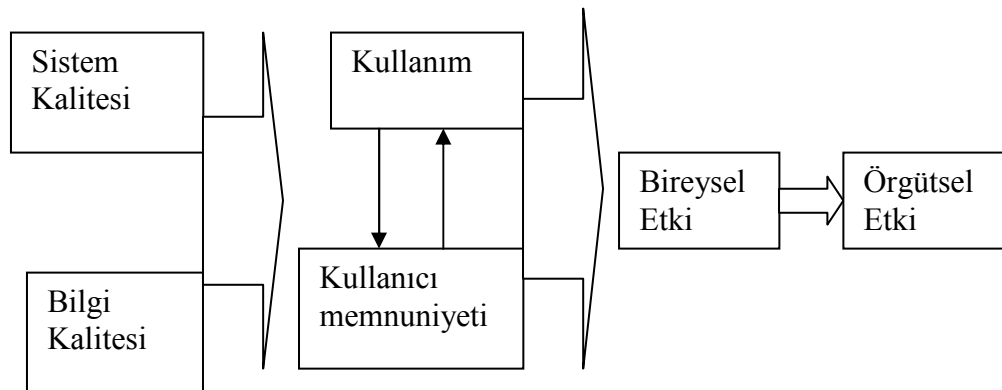 Sistem
Kalitesi
Bilgi
Kalitesi
Kullanım
Kullanıcı
memnuniyeti
Bireysel
Etki
Örgütsel
Etki